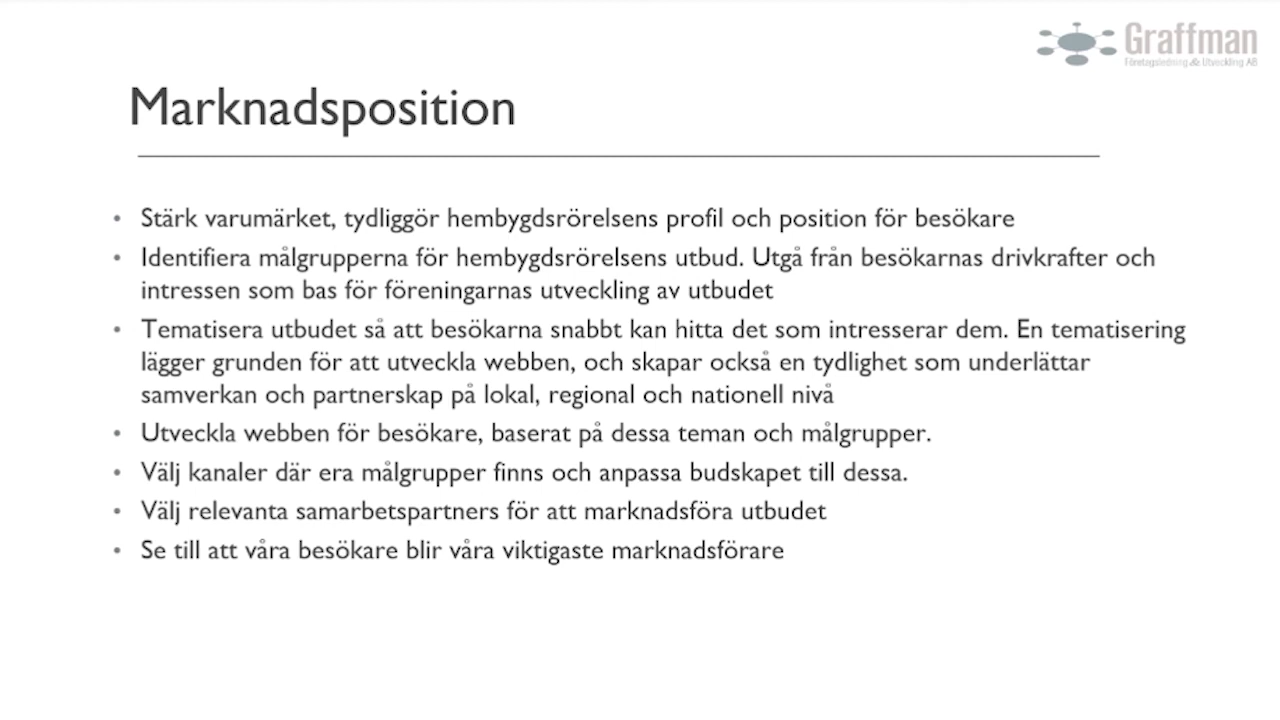 Graffman
Företagsledning & Utveckling AB
Marknadsposition
• Stärk varumärket, tydliggör hembygdsrörelsens profil och position för besökare
• Identifiera målgrupperna för hembygdsrörelsens utbud. Utgå från besökarnas drivkrafter och
intressen som bas för föreningarnas utveckling av utbudet
• Tematisera utbudet så att besökarna snabbt kan hitta det som intresserar dem. En tematisering
lägger grunden för att utveckla webben, och skapar också en tydlighet som underlättar
samverkan och partnerskap på lokal, regional och nationell nivå
• Utveckla webben för besökare, baserat på dessa teman och målgrupper.
• Välj kanaler där era målgrupper finns och anpassa budskapet till dessa.
• Välj relevanta samarbetspartners för att marknadsföra utbudet
• Se till att våra besökare blir våra viktigaste marknadsförare